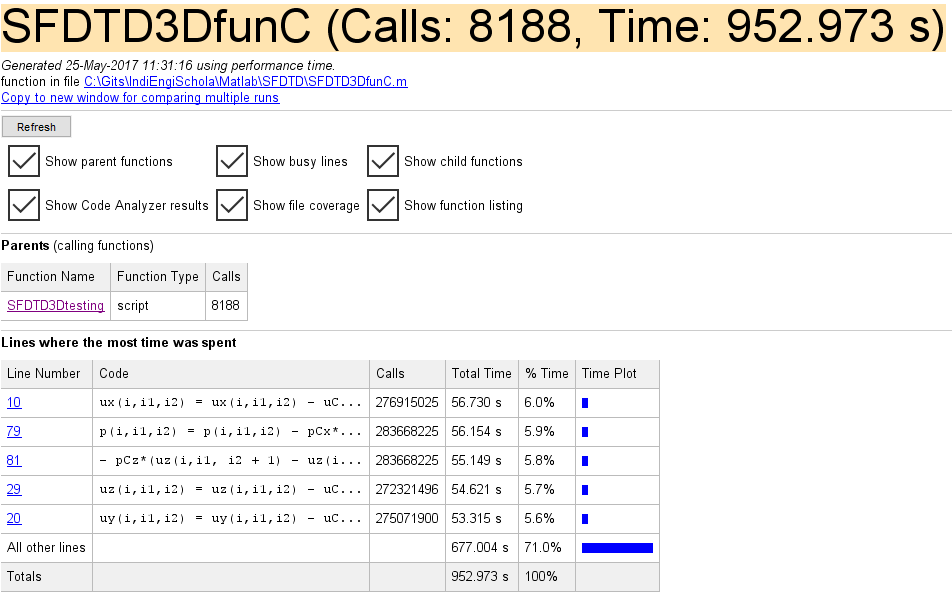 SFDTD3DfunC (Calls: 8188, Time: 952.973 s)
Generated 25-May-2017 11:31:16 using performance time.
function in file C:\Gits\IndiEngiSchola\Matlab\SFDTD\SFDTD3DfunC.m
Copy to new window for comparing multiple runs
Refresh
Show parent functions Show busy lines Show child functions
Show Code Analyzer results Show file coverage Show function listing
Parents (calling functions)
Function Name Function Type Calls
SFDTD3Dtesting script 8188
Lines where the most time was spent
Line Number Code Calls Total Time % Time Time Plot
10 ux(i,i1,i2) = ux(i,i1,i2) - uC... 276915025 56.730 s 6.0%
79 p(i,i1,i2) = p(i,i1,i2) - pCx*... 283668225 56.154 s 5.9%
81 - pCz*(uz(i,i1, i2 + 1) - uz(i... 283668225 55.149 s 5.8%
29 uz(i,i1,i2) = uz(i,i1,i2) - uC... 272321496 54.621 s 5.7%
20 uy(i,i1,i2) = uy(i,i1,i2) - uC... 275071900 53.315 s 5.6%
All other lines 677.004 s 71.0%
Totals 952.973 s 100%